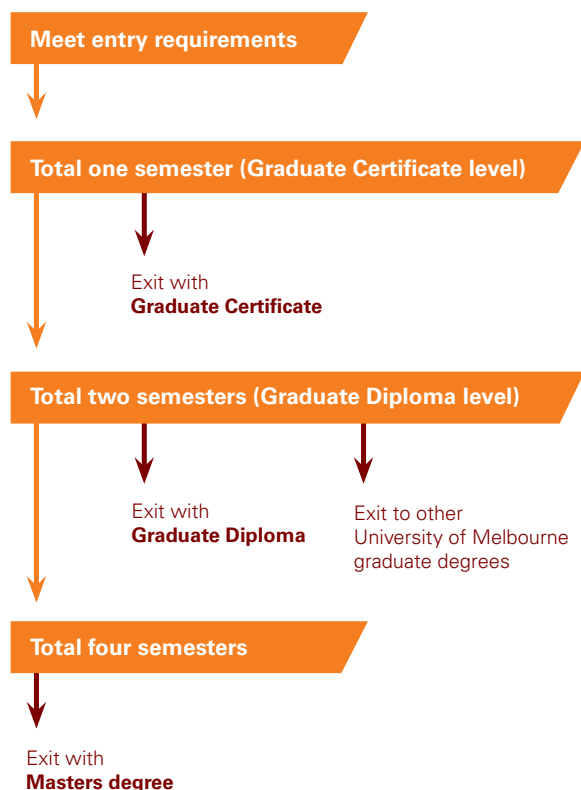 Meet entry requirements
Total one semester (Graduate Certificate level)
Exit with
Graduate Certificate
Total two semesters (Graduate Diploma level)
Exit with
Graduate Diploma
Exit to other
University of Melbourne
graduate degrees
Total four semesters
Exit with
Masters degree